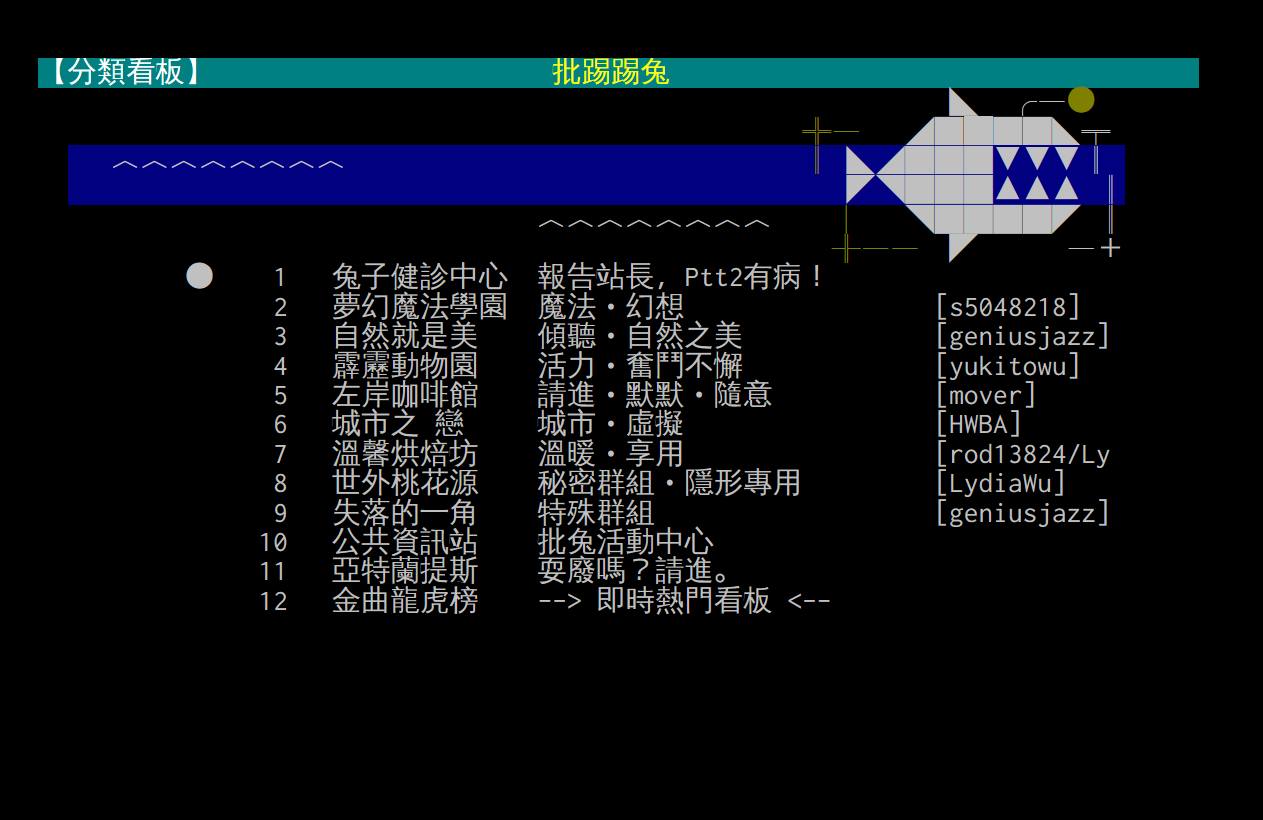 【分類看板】 批踢踢兔
● 1 兔子健診中心 報告站長, Ptt2有病！
2 夢幻魔法學園 魔法・幻想 [s5048218]
3 自然就是美 傾聽・自然之美 [geniusjazz]
4 霹靂動物園 活力・奮鬥不懈 [yukitowu]
5 左岸咖啡館 請進・默默・隨意 [mover]
6 城市之 戀 城市・虛擬 [HWBA]
7 溫馨烘焙坊 溫暖・享用 [rod13824/Ly
8 世外桃花源 秘密群組・隱形專用 [LydiaWu]
9 失落的一角 特殊群組 [geniusjazz]
10 公共資訊站 批兔活動中心
11 亞特蘭提斯 耍廢嗎？請進。
12 金曲龍虎榜 --> 即時熱門看板 <--